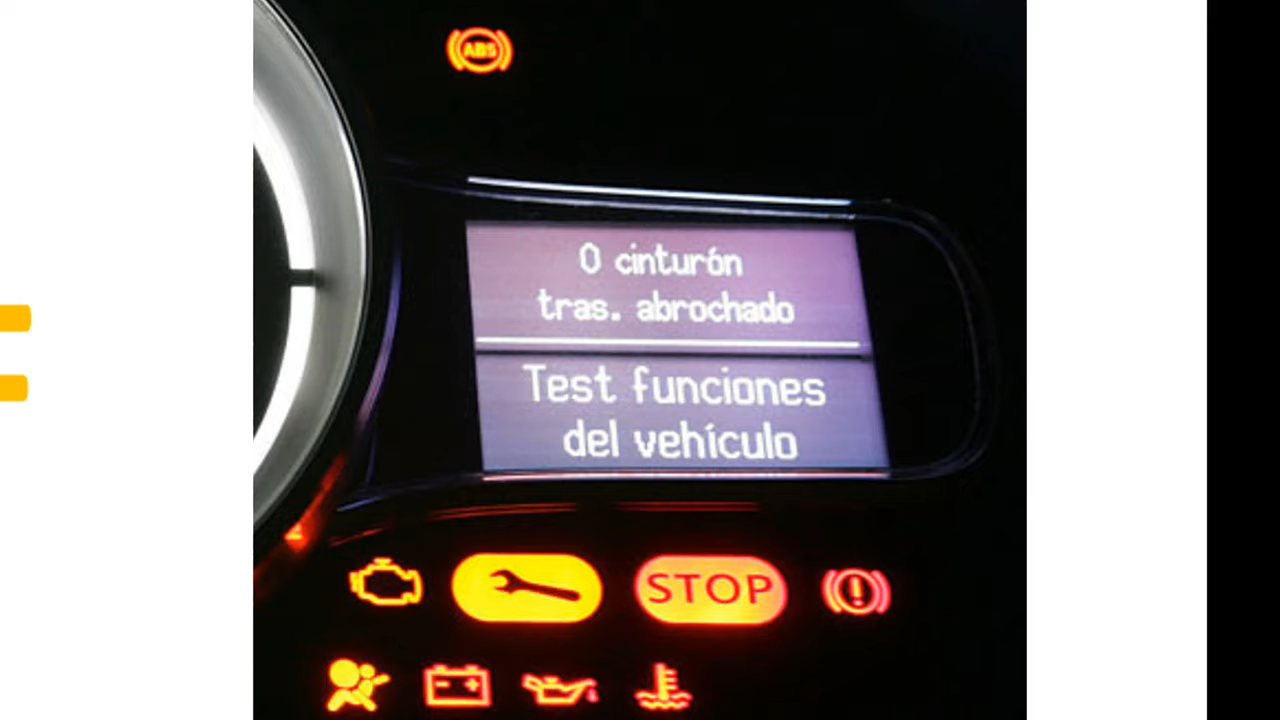 ABS
0 cinturón
tras. abrochado
Test funciones
del vehículo
STOP